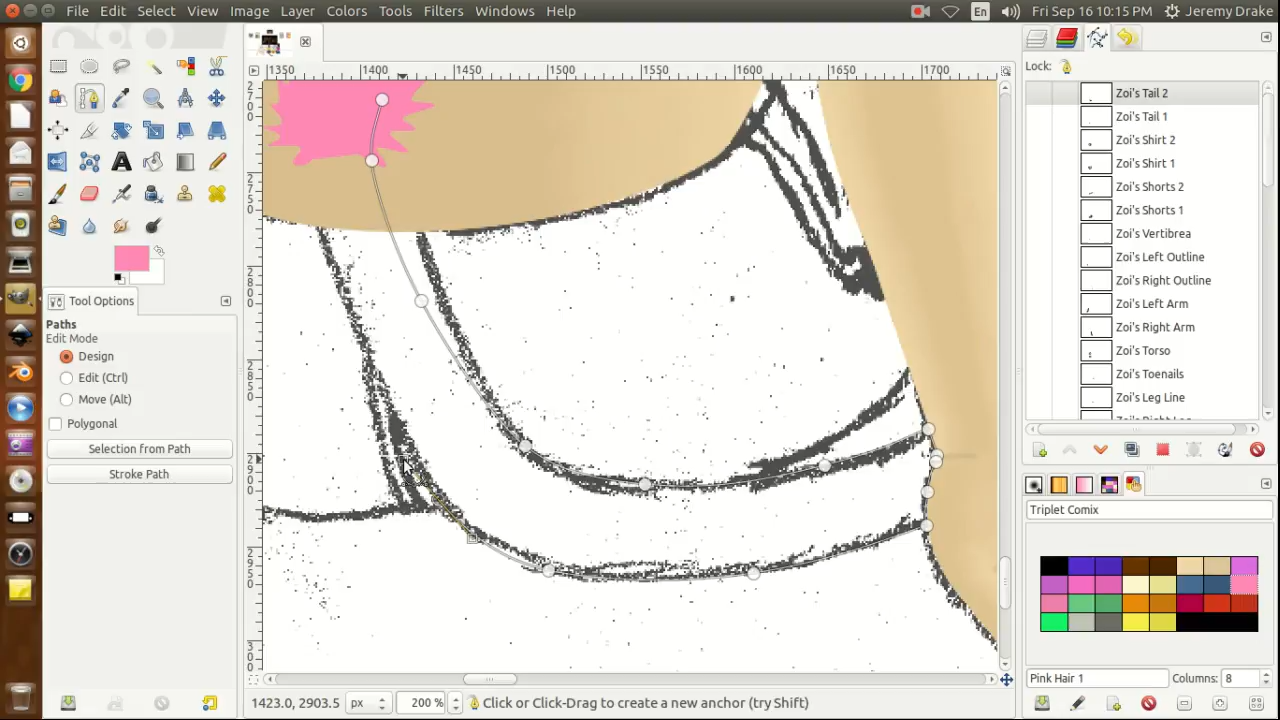 File Edit Select View Image Layer Colors Tools Filters Windows Help En Fri Sep 16 10:15 PM Jeremy Drake
1350 1400 1450 1500 1550 1600 1650 1700
Lock:
Zoi's Tail 2
Zoi's Tail 1
Zoi's Shirt 2
Zoi's Shirt 1
Zoi's Shorts 2
Zoi's Shorts 1
Zoi's Vertibrea
Zoi's Left Outline
Zoi's Right Outline
Zoi's Left Arm
Zoi's Right Arm
Zoi's Torso
Zoi's Toenails
Zoi's Leg Line
Tool Options
Paths
Edit Mode
Design
Edit (Ctrl)
Move (Alt)
Polygonal
Selection from Path
Stroke Path
Triplet Comix
Pink Hair 1 Columns: 8
1423.0, 2903.5 px 200 % Click or Click-Drag to create a new anchor (try Shift)